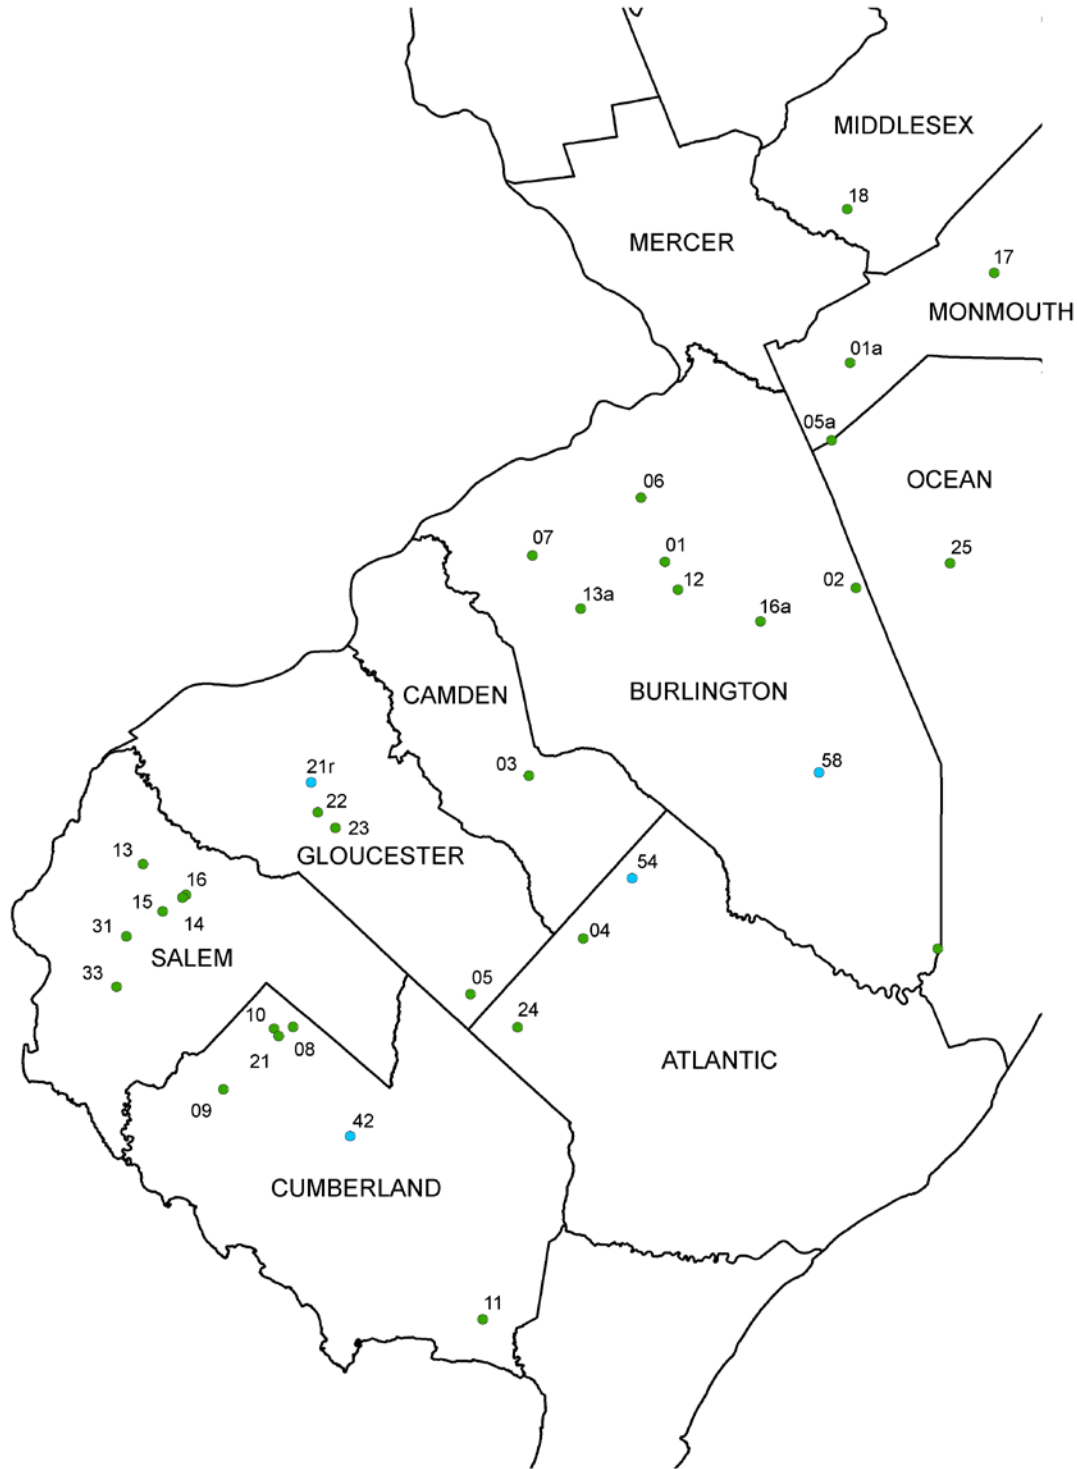 MIDDLESEX
18
MERCER
17
MONMOUTH
01a
05a
OCEAN
06
07
01
25
12
02
13a
16a
BURLINGTON
CAMDEN
03
58
21r
22
23
GLOUCESTER
54
13
16
15
14
31
04
SALEM
33
05
10
24
08
21
ATLANTIC
09
42
CUMBERLAND
11